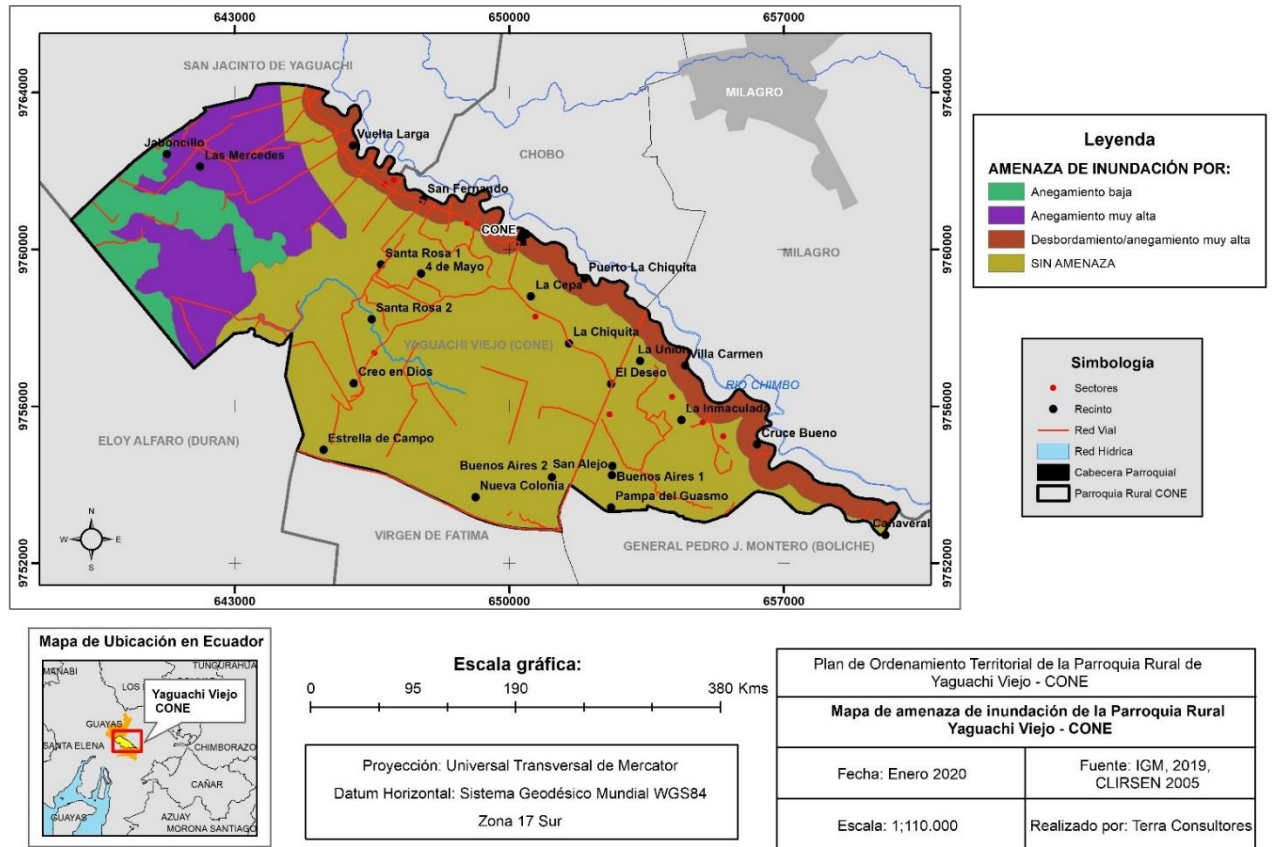 643000
650000
657000
9764000
9764000
SAN JACINTO DE YAGUACHI
MILAGRO
Vuelta Larga
Jaboncillo
Las Mercedes
CHOBO
San Fernando
CONE
9760000
9760000
Santa Rosa 1
4 de Mayo
Puerto La Chiquita
MILAGRO
La Cepa
Santa Rosa 2
La Chiquita
YAGUACHI VIEJO (CONE)
La Union
Villa Carmen
Creo en Dios
El Deseo
RIO CHIMBO
9756000
9756000
La Inmaculada
ELOY ALFARO (DURAN)
Estrella de Campo
Cruce Bueno
Buenos Aires 2
San Alejo
Buenos Aires 1
Nueva Colonia
Pampa del Guasmo
VIRGEN DE FATIMA
GENERAL PEDRO J. MONTERO (BOLICHE)
Cañaveral
N
W
E
S
9752000
9752000
643000
650000
657000
Leyenda
AMENAZA DE INUNDACIÓN POR:
Anegamiento baja
Anegamiento muy alta
Desbordamiento/anegamiento muy alta
SIN AMENAZA
Simbología
Sectores
Recinto
Red Vial
Red Hídrica
Cabecera Parroquial
Parroquia Rural CONE
Mapa de Ubicación en Ecuador
MANABI
TUNGURAHUA
Yaguachi Viejo
CONE
GUAYAS
SANTA ELENA
CHIMBORAZO
CAÑAR
GUAYAS
AZUAY
MORONA SANTIAGO
Escala gráfica:
0 95 190 380 Kms
Proyección: Universal Transversal de Mercator
Datum Horizontal: Sistema Geodésico Mundial WGS84
Zona 17 Sur
Plan de Ordenamiento Territorial de la Parroquia Rural de
Yaguachi Viejo - CONE
Mapa de amenaza de inundación de la Parroquia Rural
Yaguachi Viejo - CONE
Fecha: Enero 2020
Fuente: IGM, 2019,
CLIRSEN 2005
Escala: 1;110.000
Realizado por: Terra Consultores